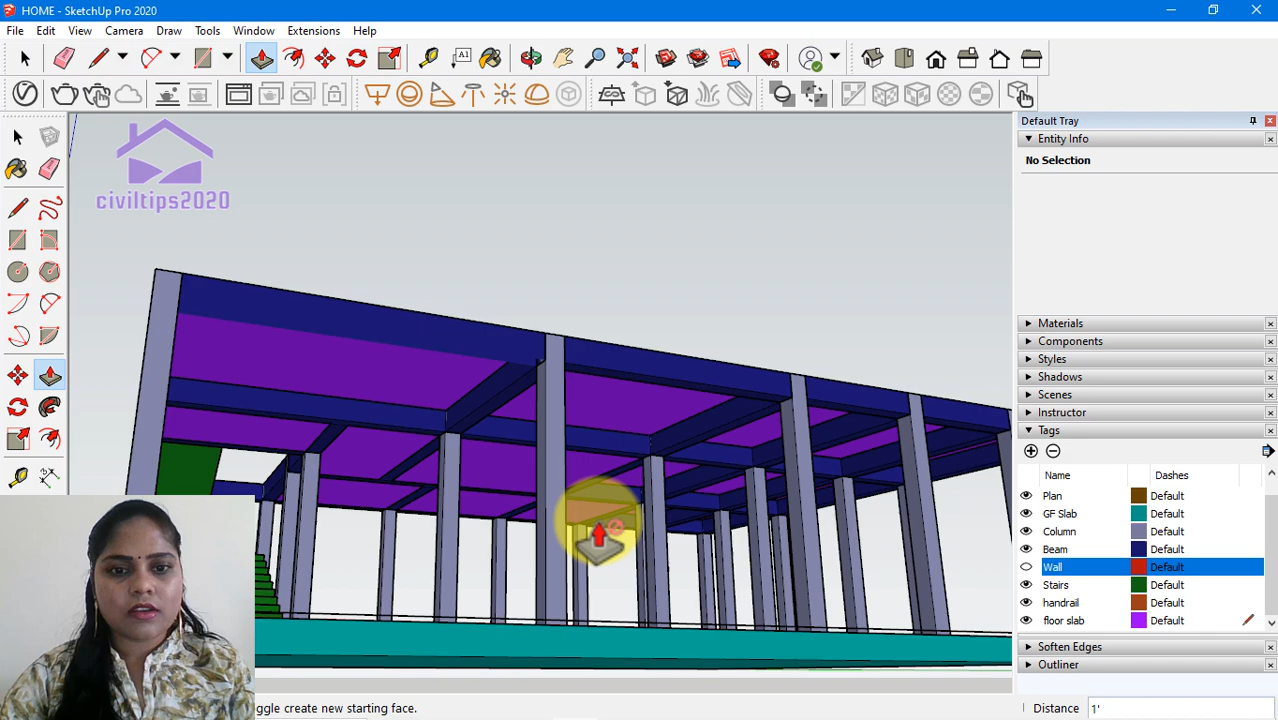 HOME - SketchUp Pro 2020
File Edit View Camera Draw Tools Window Extensions Help
A1
civiltips2020
Default Tray
Entity Info
No Selection
Materials
Components
Styles
Shadows
Scenes
Instructor
Tags
Name Dashes
Plan Default
GF Slab Default
Column Default
Beam Default
Wall Default
Stairs Default
handrail Default
floor slab Default
Soften Edges
Outliner
ggle create new starting face.
Distance 1'